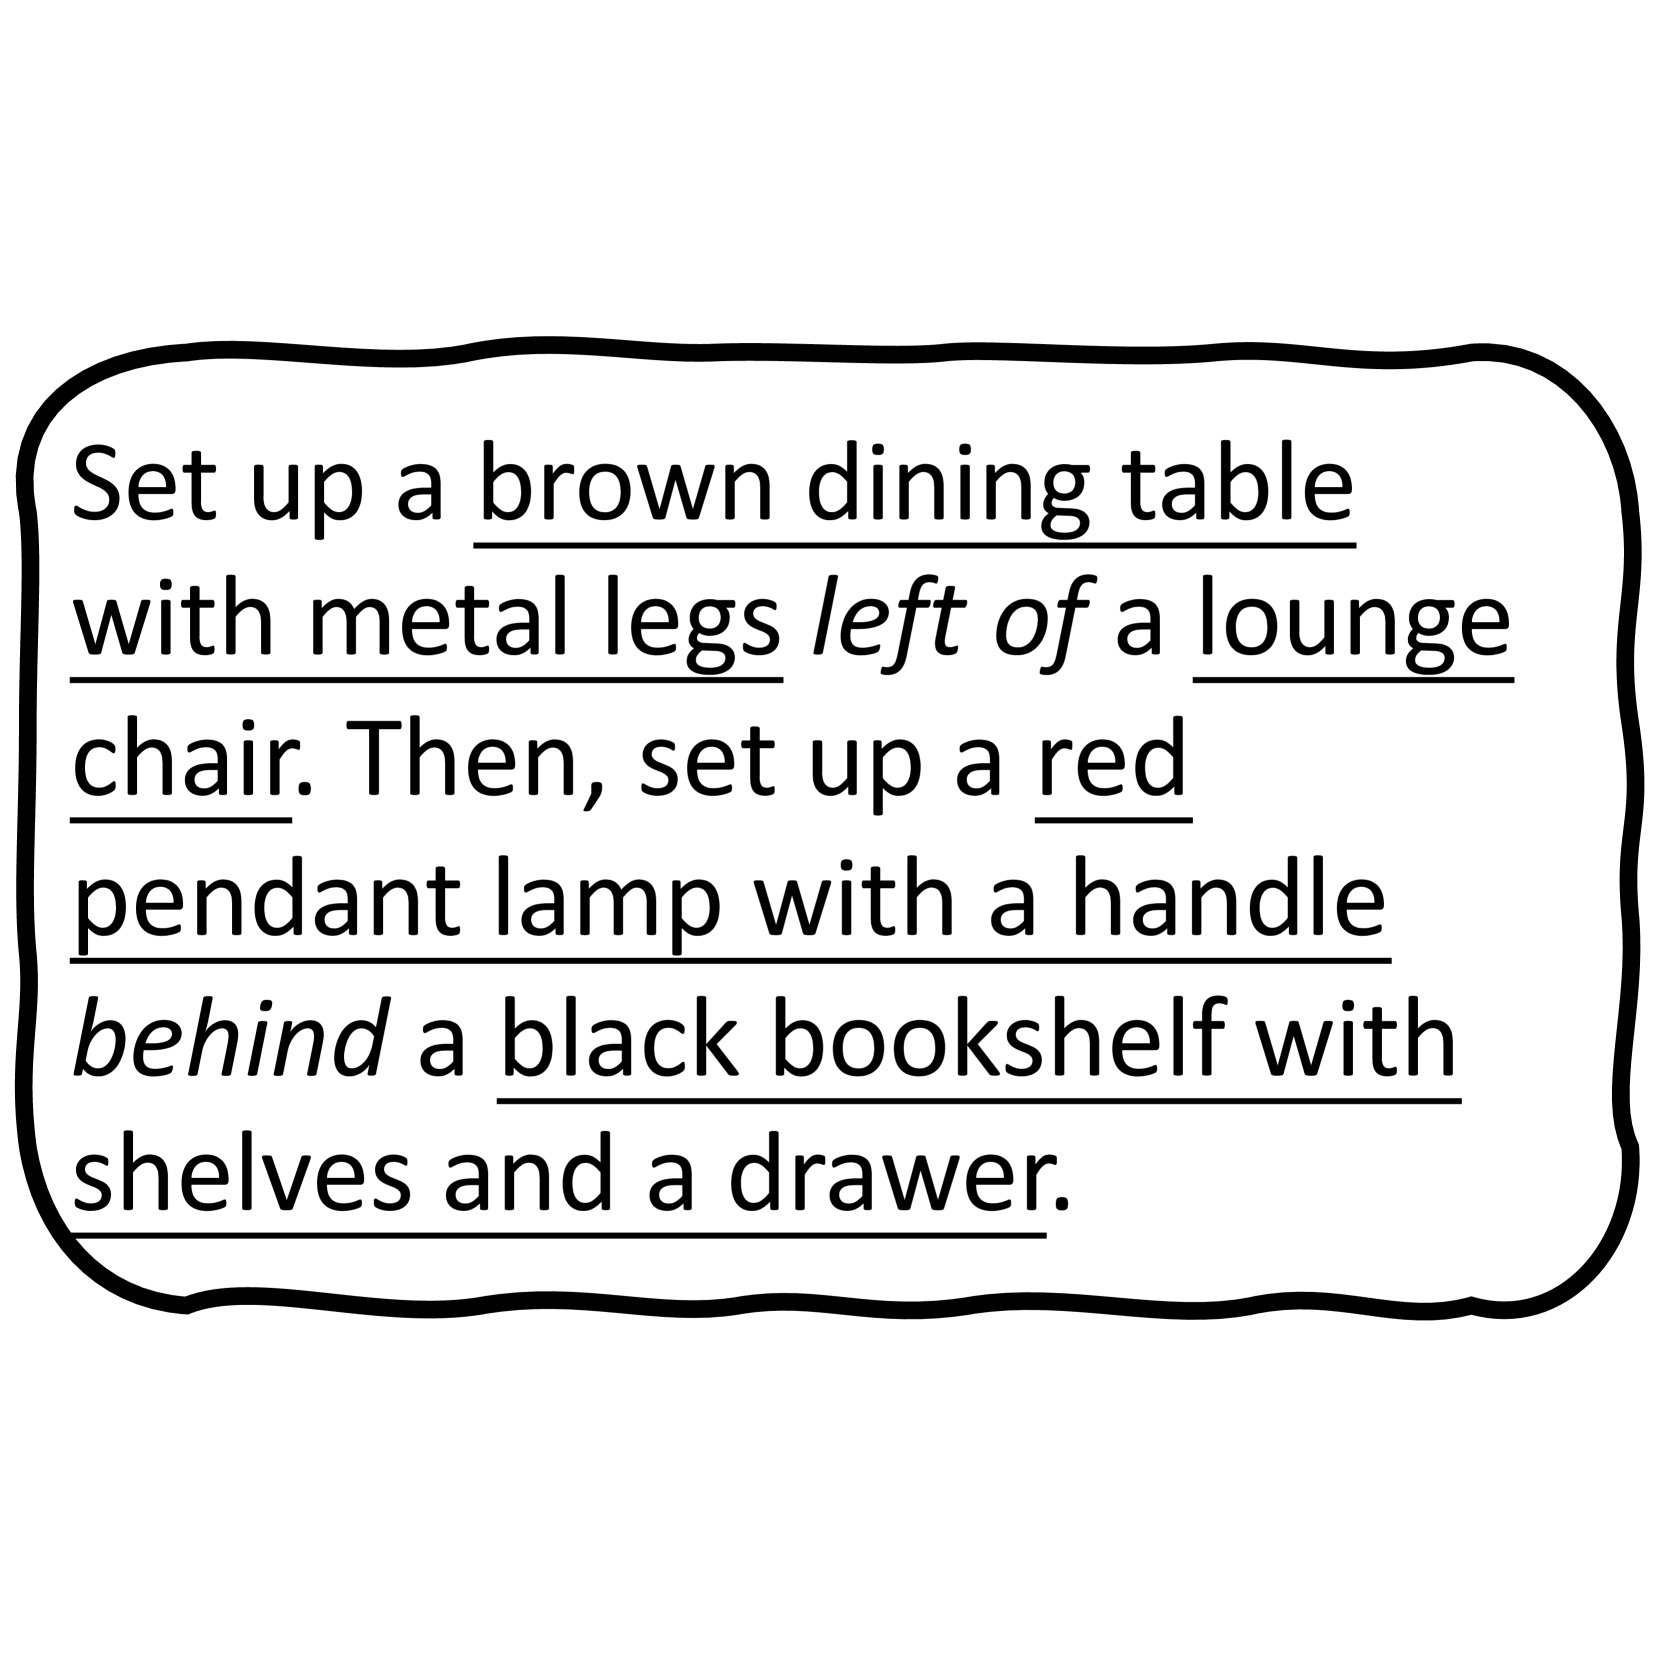 Set up a brown dining table
with metal legs left of a lounge
chair. Then, set up a red
pendant lamp with a handle
behind a black bookshelf with
shelves and a drawer.